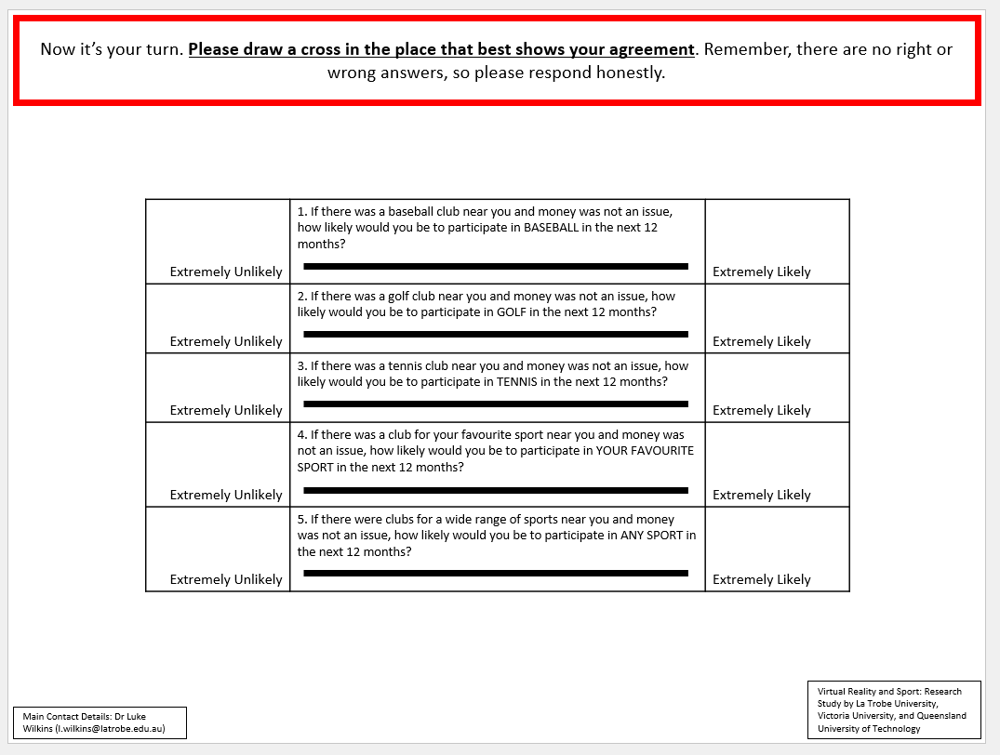 Now it’s your turn. Please draw a cross in the place that best shows your agreement. Remember, there are no right or
wrong answers, so please respond honestly.
1. If there was a baseball club near you and money was not an issue,
how likely would you be to participate in BASEBALL in the next 12
months?
Extremely Unlikely
Extremely Likely
2. If there was a golf club near you and money was not an issue, how
likely would you be to participate in GOLF in the next 12 months?
Extremely Unlikely
Extremely Likely
3. If there was a tennis club near you and money was not an issue, how
likely would you be to participate in TENNIS in the next 12 months?
Extremely Unlikely
Extremely Likely
4. If there was a club for your favourite sport near you and money was
not an issue, how likely would you be to participate in YOUR FAVOURITE
SPORT in the next 12 months?
Extremely Unlikely
Extremely Likely
5. If there were clubs for a wide range of sports near you and money
was not an issue, how likely would you be to participate in ANY SPORT in
the next 12 months?
Extremely Unlikely
Extremely Likely
Main Contact Details: Dr Luke
Wilkins (l.wilkins@latrobe.edu.au)
Virtual Reality and Sport: Research
Study by La Trobe University,
Victoria University, and Queensland
University of Technology